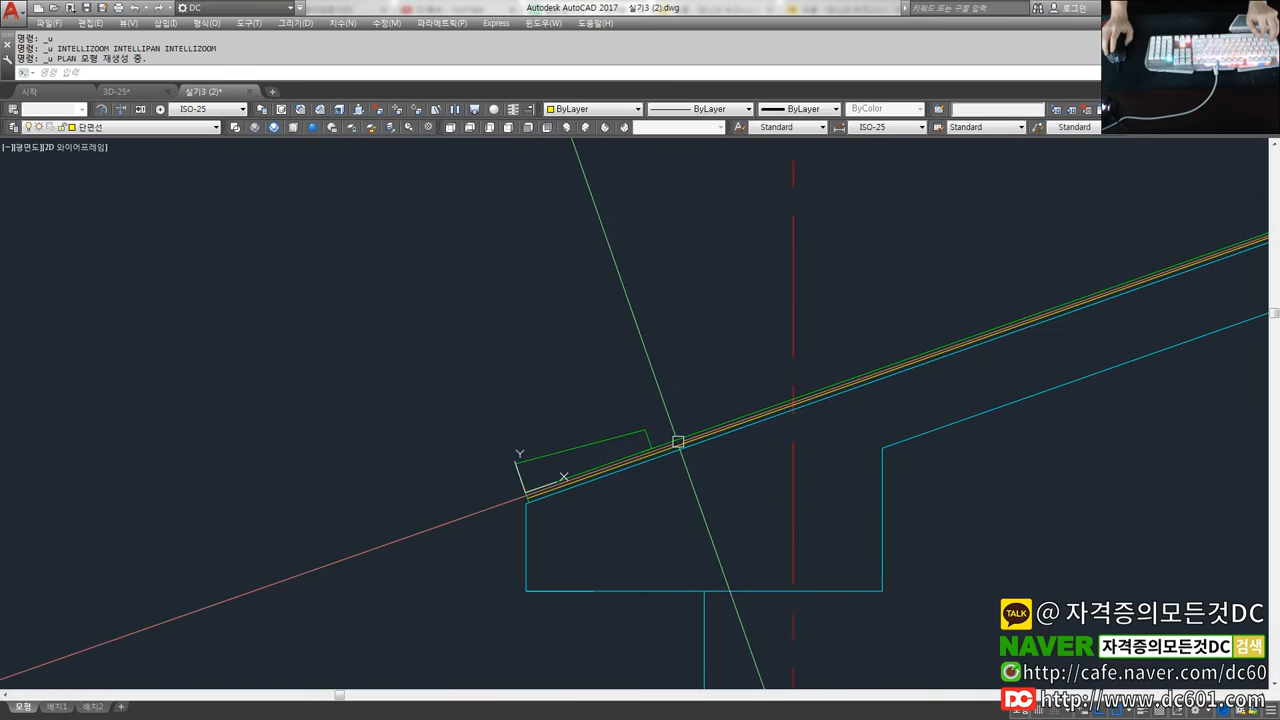 Autodesk AutoCAD 2017 실기3 (2).dwg
DC
키워드 또는 구절 입력
로그인
파일(F) 편집(E) 뷰(V) 삽입(I) 형식(O) 도구(T) 그리기(D) 치수(N) 수정(M) 파라메트릭(P) Express 윈도우(W) 도움말(H)
명령: _u
명령: _u INTELLIZOOM INTELLIPAN INTELLIZOOM
명령: _u PLAN 모형 재생성 중.
명령 입력
시작 3D-25* 실기3 (2)*
ISO-25 ByLayer ByLayer ByLayer ByColor
단면선 Standard ISO-25 Standard Standard
[-][평면도][2D 와이어프레임]
Y
X
TALK @ 자격증의모든것DC
NAVER 자격증의모든것DC 검색
http://cafe.naver.com/dc60
DC http://www.dc601.com
모형 배치1 배치2
모형